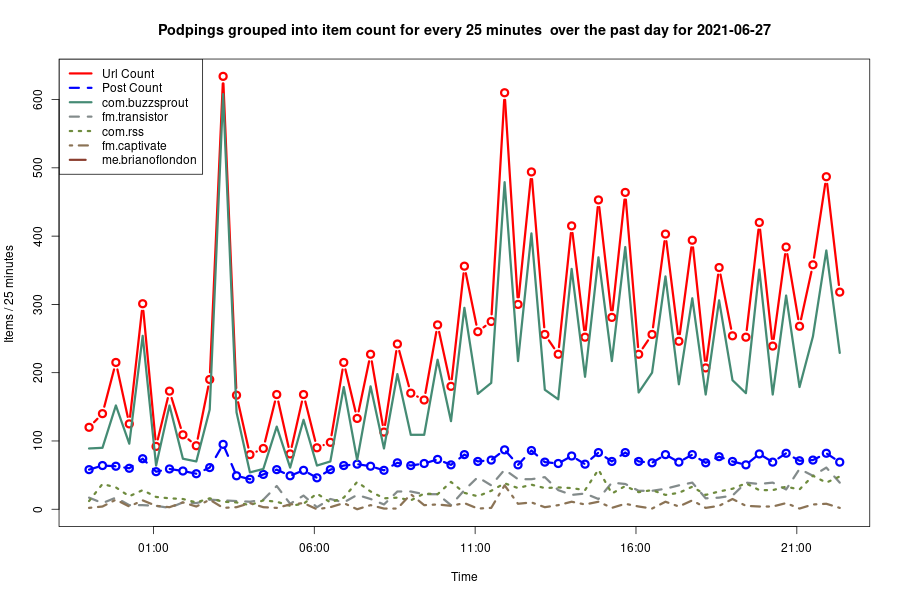 Podpings grouped into item count for every 25 minutes  over the past day for 2021-06-27
Url Count
Post Count
com.buzzsprout
fm.transistor
com.rss
fm.captivate
me.brianoflondon
Items / 25 minutes
600
500
400
300
200
100
0
01:00 06:00 11:00 16:00 21:00
Time